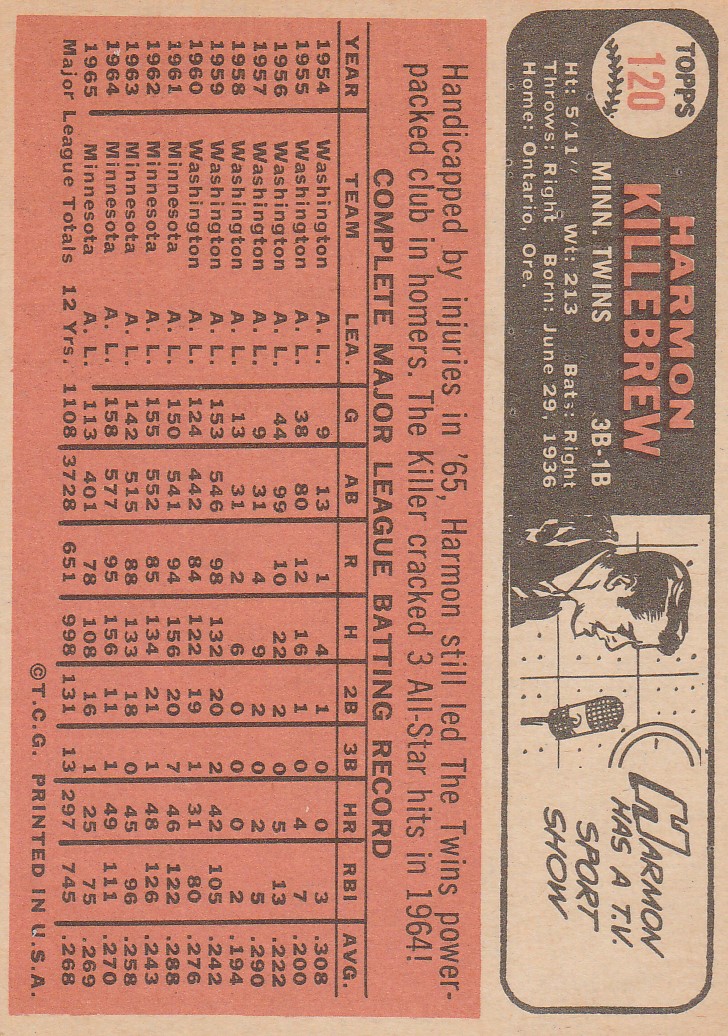 TOPPS
120
HARMON
KILLEBREW
MINN. TWINS 3B-1B
Ht: 5'11" Wt: 213 Bats: Right
Throws: Right Born: June 29, 1936
Home: Ontario, Ore.
HARMON
HAS A T.V.
SPORT
SHOW
Handicapped by injuries in '65, Harmon still led The Twins power-
packed club in homers. The Killer cracked 3 All-Star hits in 1964!
COMPLETE MAJOR LEAGUE BATTING RECORD
YEAR TEAM LEA. G AB R H 2B 3B HR RBI AVG.
1954 Washington A. L. 9 13 1 4 1 0 0 3 .308
1955 Washington A. L. 38 80 12 16 1 0 4 7 .200
1956 Washington A. L. 44 99 10 22 2 0 5 13 .222
1957 Washington A. L. 9 31 4 9 2 0 2 5 .290
1958 Washington A. L. 13 31 2 6 0 0 0 2 .194
1959 Washington A. L. 153 546 98 132 20 2 42 105 .242
1960 Washington A. L. 124 442 84 122 19 1 31 80 .276
1961 Minnesota A. L. 150 541 94 156 20 7 46 122 .288
1962 Minnesota A. L. 155 552 85 134 21 1 48 126 .243
1963 Minnesota A. L. 142 515 88 133 18 0 45 96 .258
1964 Minnesota A. L. 158 577 95 156 11 1 49 111 .270
1965 Minnesota A. L. 113 401 78 108 16 1 25 75 .269
Major League Totals 12 Yrs. 1108 3728 651 998 131 13 297 745 .268
©T.C.G. PRINTED IN U.S.A.